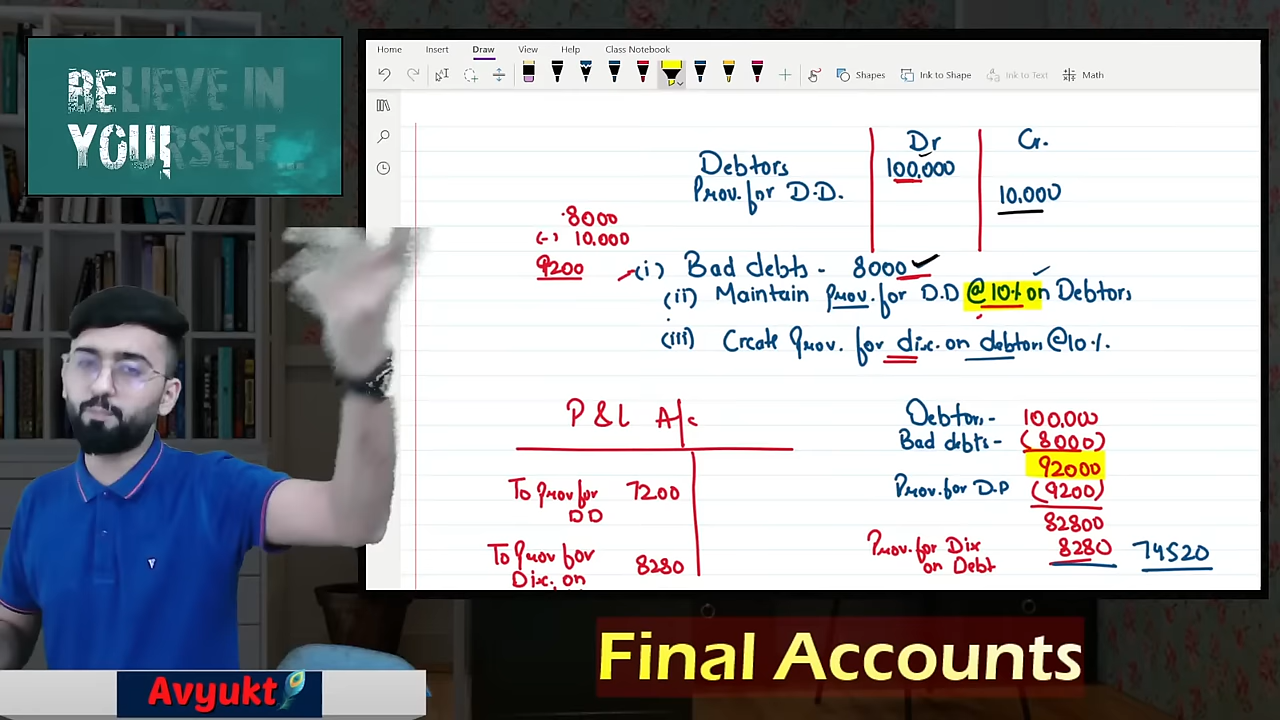 BELIEVE IN
YOURSELF...
Home Insert Draw View Help Class Notebook
Shapes Ink to Shape Ink to Text Math
Dr Cr.
Debtors 100,000
Prov. for D.D. 10.000
8000
(-) 10.000
9200
(i) Bad debts - 8000
(ii) Maintain Prov. for D.D @10% on Debtors
(iii) Create Prov. for disc. on debtors @10%.
P & L A/c
To prov for 7200
DD
To Prov for 8280
Disc. on
Debtors - 100.000
Bad debts - (8000)
92000
Prov. for D.D (9200)
82800
Prov. for Dis 8280 74520
on Debt
Final Accounts
Avyukt